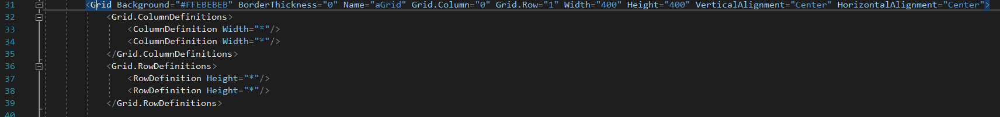 31 <Grid Background="#FFEBEBEB" BorderThickness="0" Name="aGrid" Grid.Column="0" Grid.Row="1" Width="400" Height="400" VerticalAlignment="Center" HorizontalAlignment="Center">
32 <Grid.ColumnDefinitions>
33 <ColumnDefinition Width="*"/>
34 <ColumnDefinition Width="*"/>
35 </Grid.ColumnDefinitions>
36 <Grid.RowDefinitions>
37 <RowDefinition Height="*"/>
38 <RowDefinition Height="*"/>
39 </Grid.RowDefinitions>
40